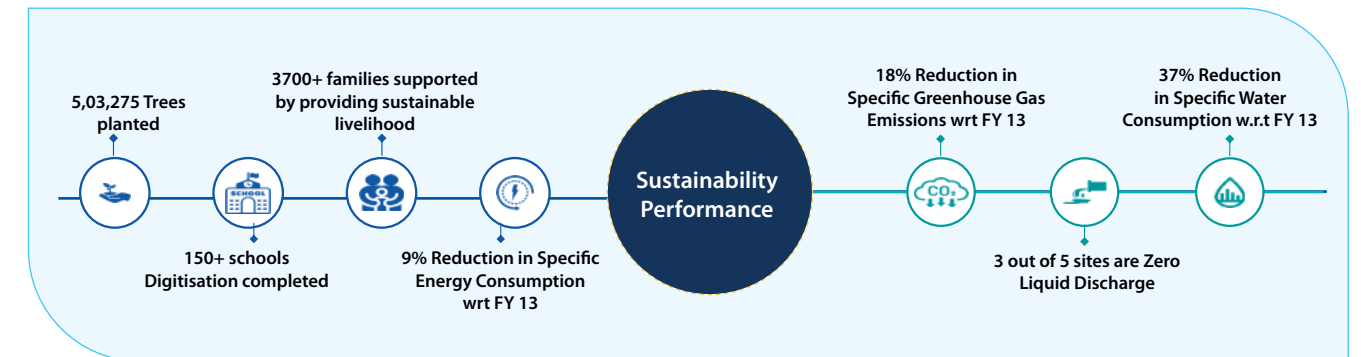 5,03,275 Trees
planted
SCHOOL
150+ schools
Digitisation completed
3700+ families supported
by providing sustainable
livelihood
9% Reduction in Specific
Energy Consumption
wrt FY 13
Sustainability
Performance
18% Reduction in
Specific Greenhouse Gas
Emissions wrt FY 13
CO₂
3 out of 5 sites are Zero
Liquid Discharge
37% Reduction
in Specific Water
Consumption w.r.t FY 13